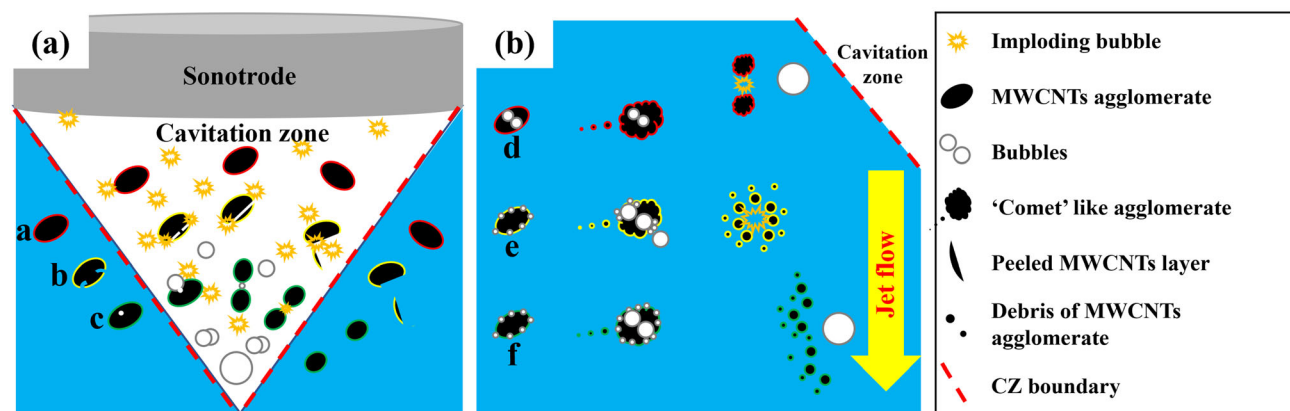 (a)
Sonotrode
Cavitation zone
a
b
c
(b)
Cavitation
zone
d
e
f
Jet flow
Imploding bubble
MWCNTs agglomerate
Bubbles
‘Comet’ like agglomerate
Peeled MWCNTs layer
Debris of MWCNTs
agglomerate
CZ boundary